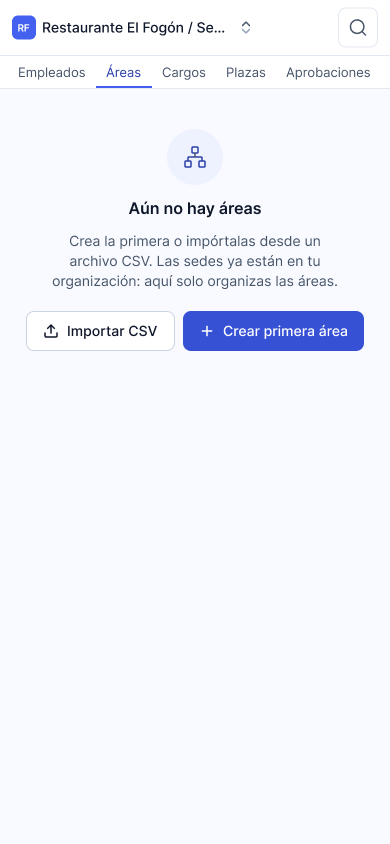 RF Restaurante El Fogón / Se...
Empleados Áreas Cargos Plazas Aprobaciones
Aún no hay áreas
Crea la primera o impórtalas desde un
archivo CSV. Las sedes ya están en tu
organización: aquí solo organizas las áreas.
Importar CSV Crear primera área